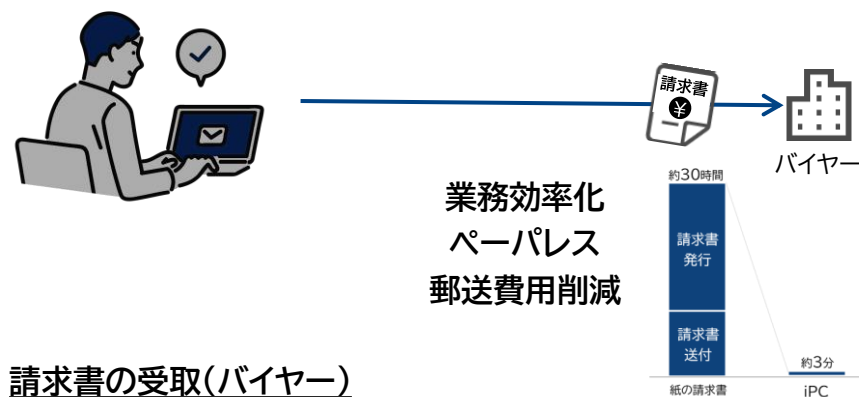 請求書
¥
バイヤー
約30時間
業務効率化
ペーパレス
郵送費用削減
請求書
発行
請求書
送付
約3分
紙の請求書
iPC
請求書の受取(バイヤー)